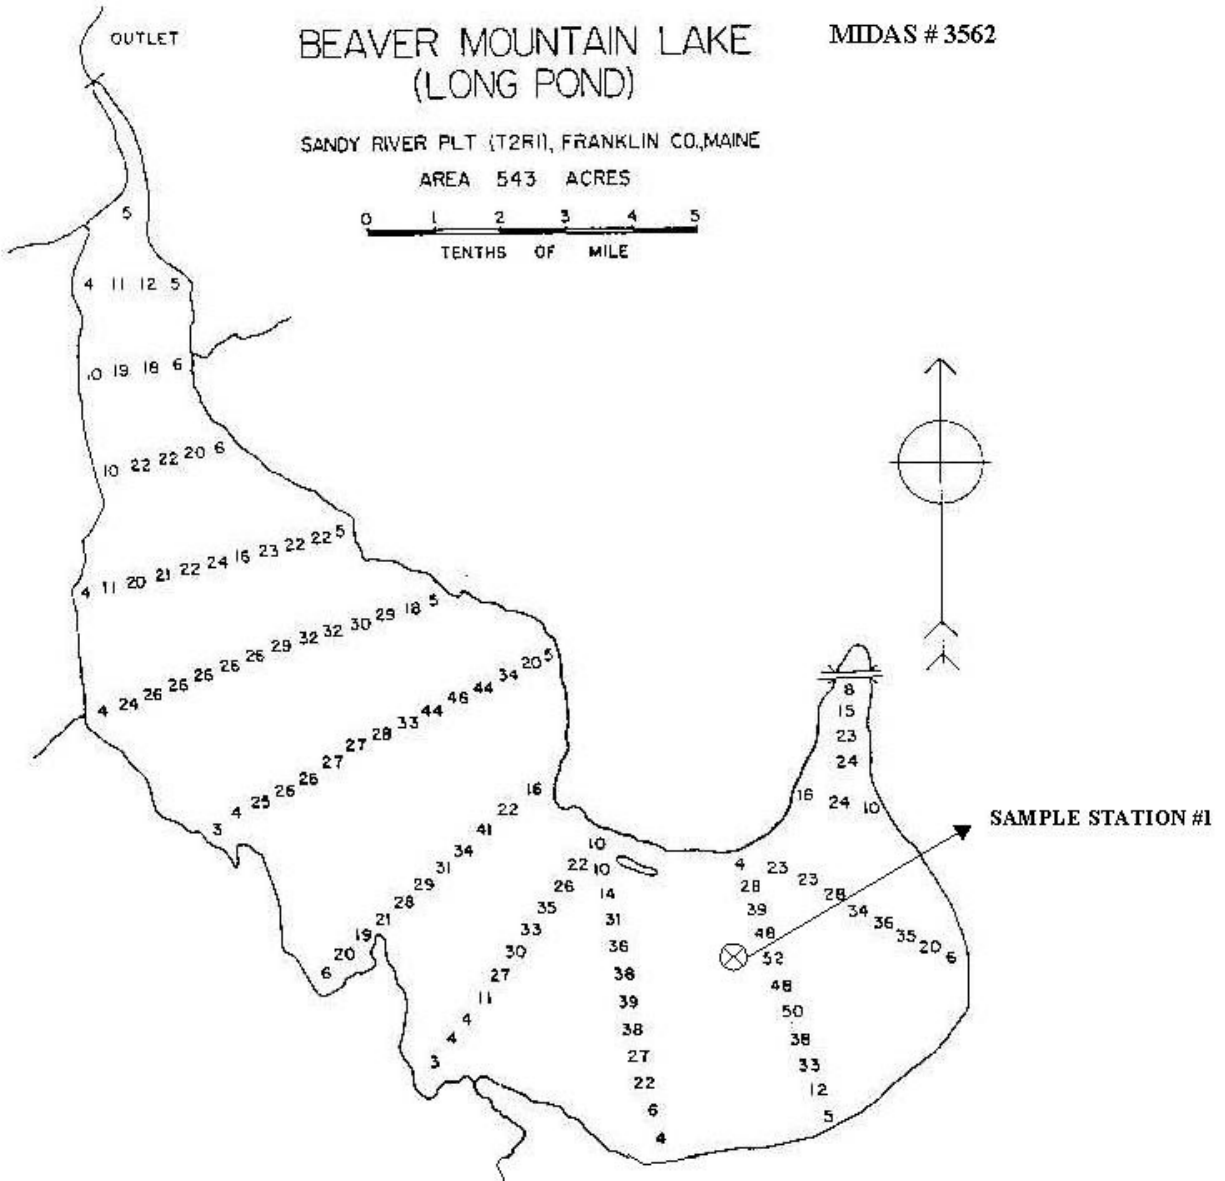 OUTLET
BEAVER MOUNTAIN LAKE
(LONG POND)
MIDAS # 3562
SANDY RIVER PLT (T2R1), FRANKLIN CO., MAINE
AREA 543 ACRES
0 1 2 3 4 5
TENTHS OF MILE
5
4 11 12 5
10 19 18 6
10 22 22 20 6
4 11 20 21 22 24 16 23 22 22 5
4 24 26 26 26 26 26 29 32 32 30 29 18 5
3 4 25 26 26 27 27 28 33 44 46 44 34 20 5
6 20 19 21 28 29 31 34 41 22 16
3 4 4 11 27 30 33 35 26 22
10
10
14
31
36
38
39
38
27
22
6
4
8
15
23
24
16 24 10
SAMPLE STATION #1
4 23 23 28 34 36 35 20 6
28
39
48
52
48
50
38
33
12
5